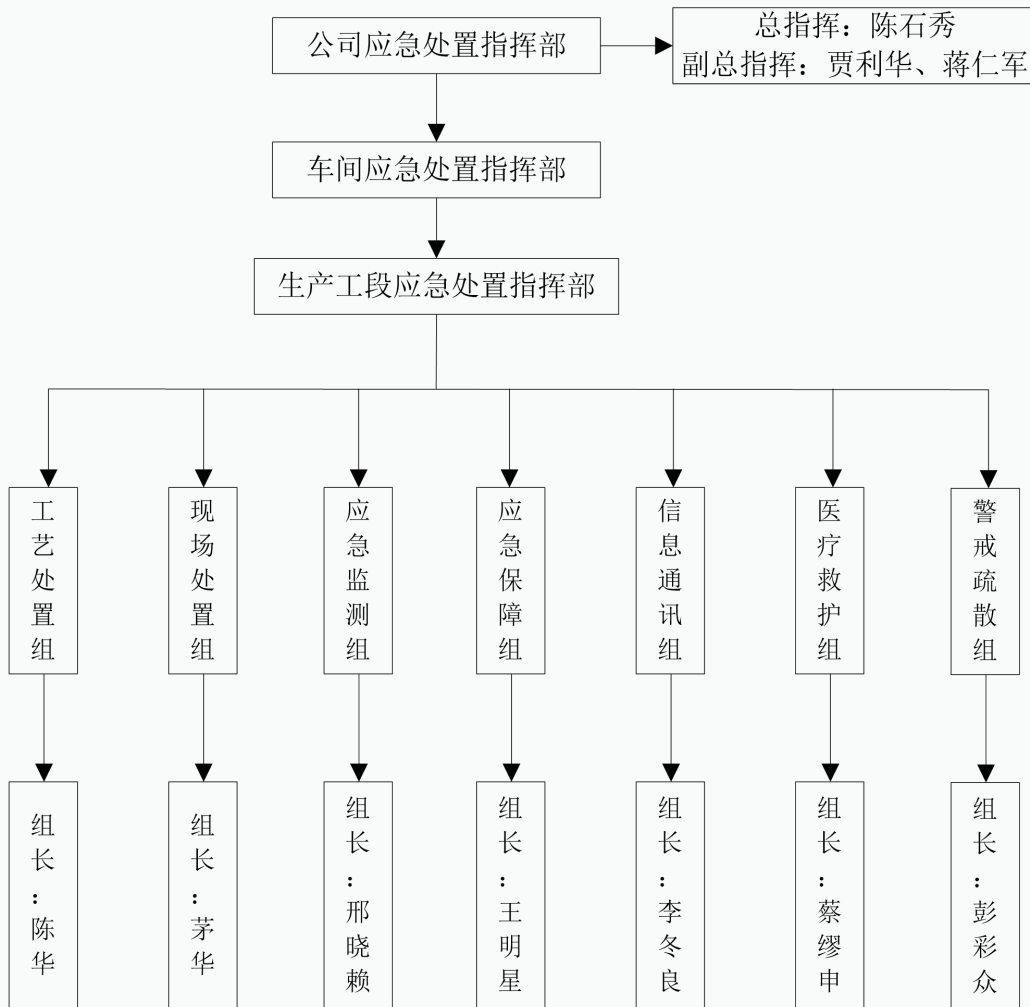 公司应急处置指挥部
总指挥：陈石秀
副总指挥：贾利华、蒋仁军
车间应急处置指挥部
生产工段应急处置指挥部
工艺处置组
现场处置组
应急监测组
应急保障组
信息通讯组
医疗救护组
警戒疏散组
组长：陈华
组长：茅华
组长：邢晓赖
组长：王明星
组长：李冬良
组长：蔡缪申
组长：彭彩众